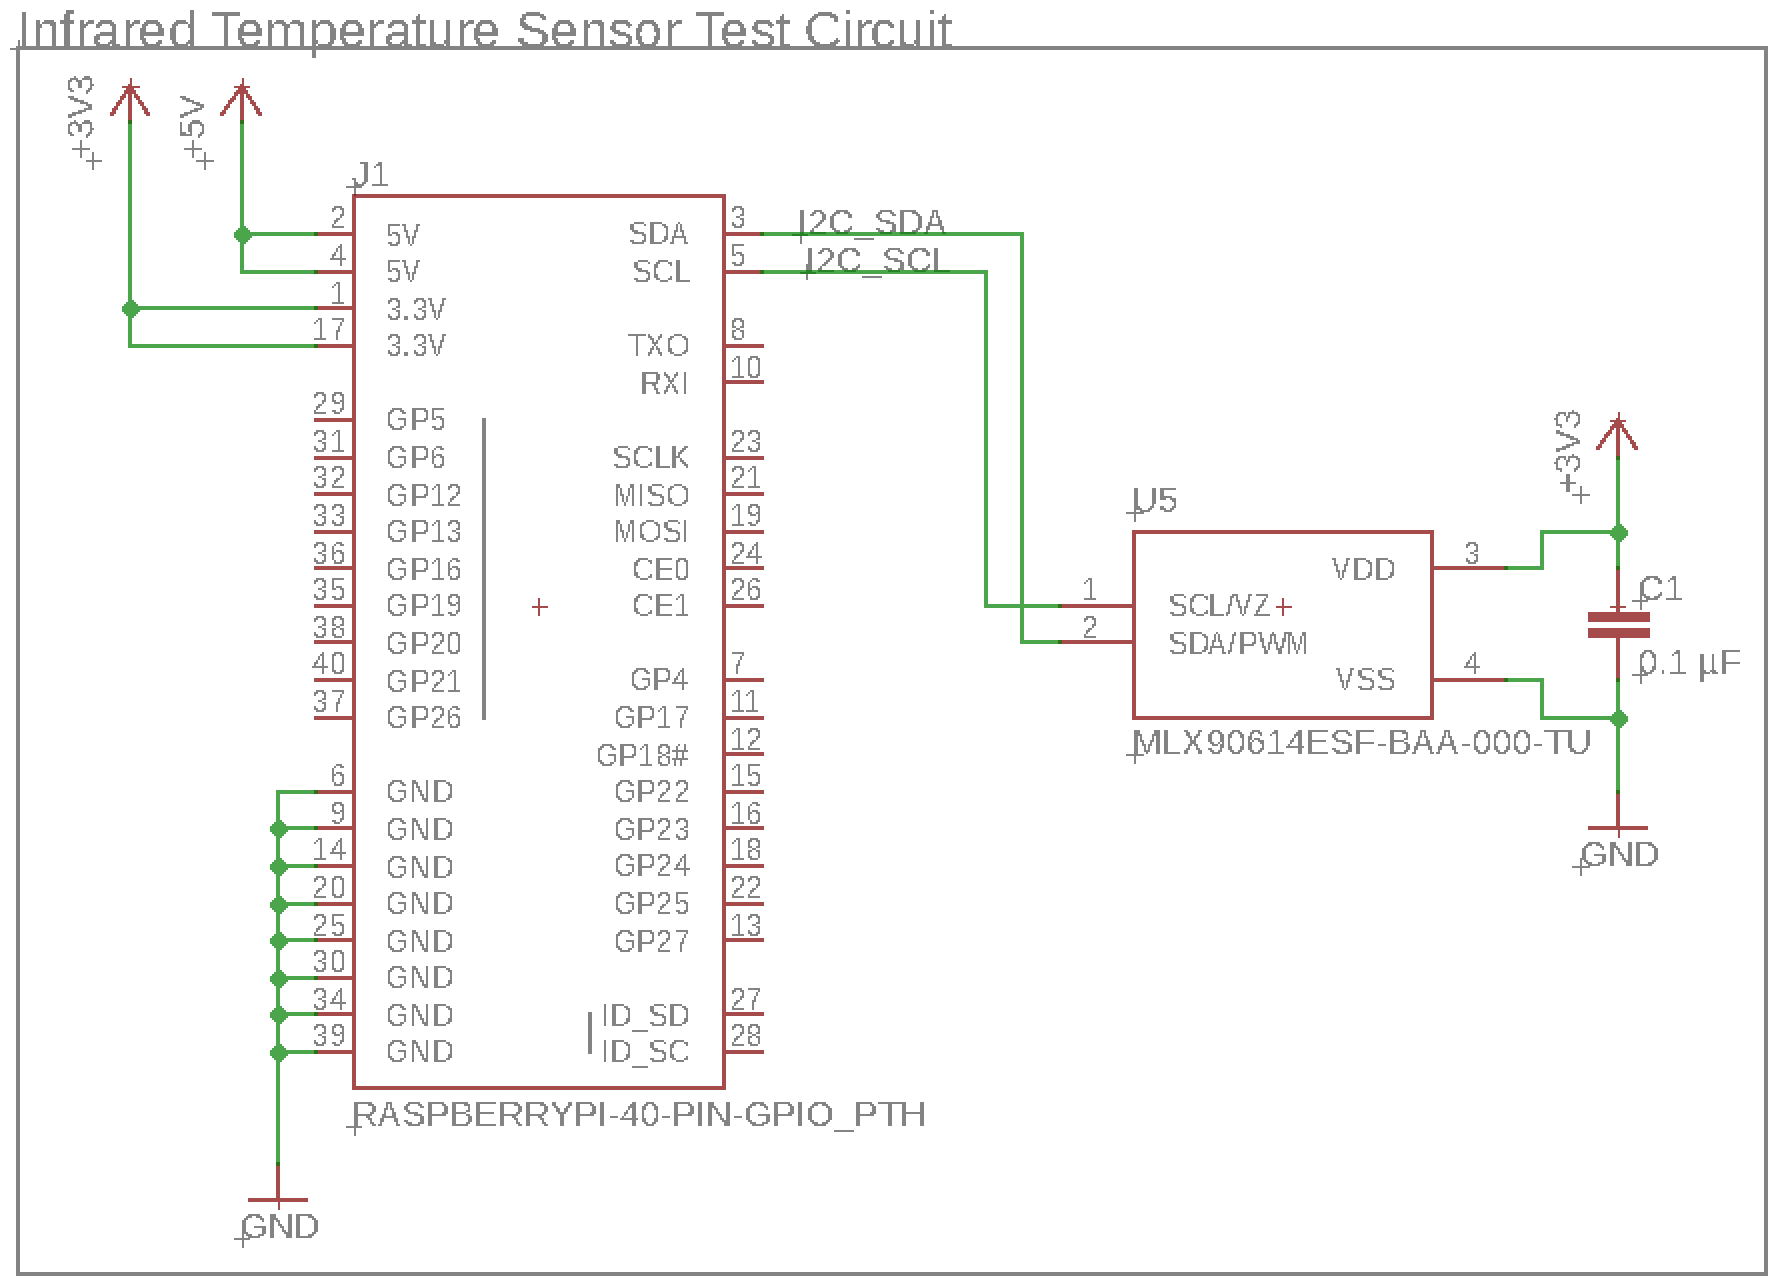 Infrared Temperature Sensor Test Circuit
+3V3
+5V
J1
2 5V SDA 3 I2C_SDA
4 5V SCL 5 I2C_SCL
1 3.3V
17 3.3V TXO 8
RXI 10
29 GP5
31 GP6 SCLK 23
32 GP12 MISO 21
33 GP13 MOSI 19
36 GP16 CE0 24
35 GP19 CE1 26
38 GP20
40 GP21 GP4 7
37 GP26 GP17 11
GP18# 12
6 GND GP22 15
9 GND GP23 16
14 GND GP24 18
20 GND GP25 22
25 GND GP27 13
30 GND
34 GND ID_SD 27
39 GND ID_SC 28
RASPBERRYPI-40-PIN-GPIO_PTH
GND
+3V3
U5
VDD 3
1 SCL/VZ
2 SDA/PWM
VSS 4
MLX90614ESF-BAA-000-TU
C1
0.1 µF
GND